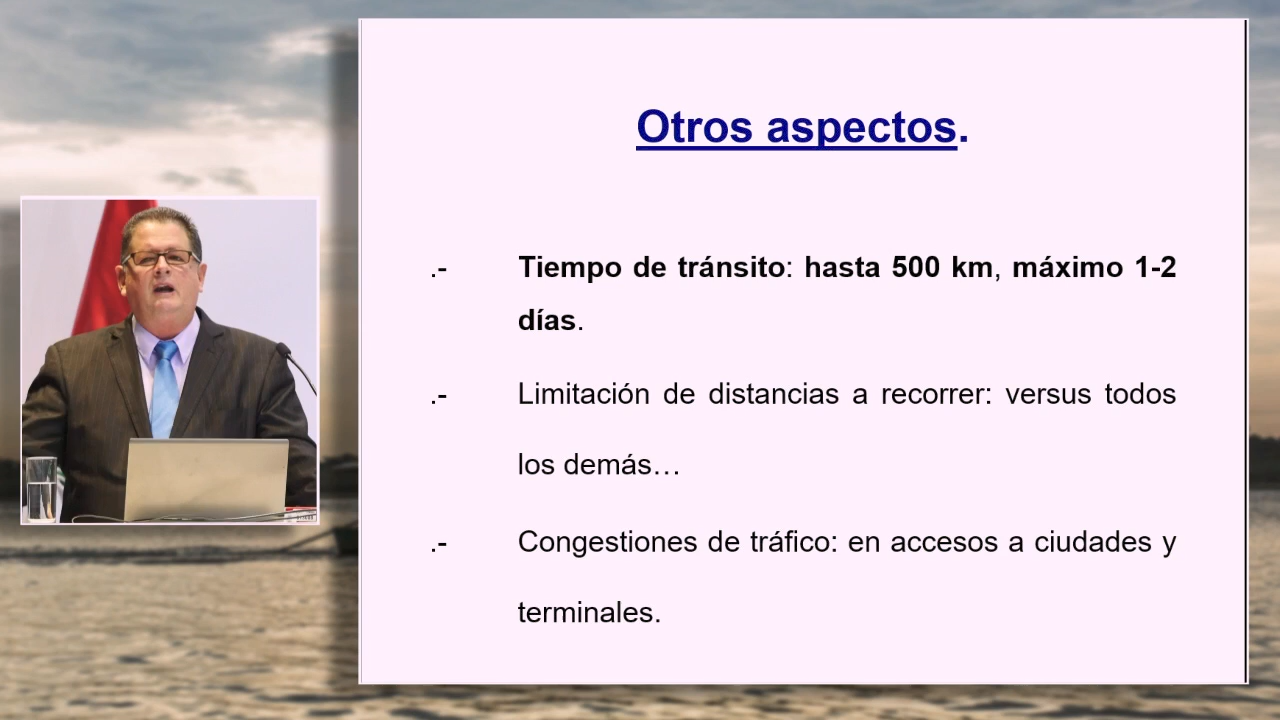 Otros aspectos.
.- Tiempo de tránsito: hasta 500 km, máximo 1-2
días.
.- Limitación de distancias a recorrer: versus todos
los demás…
.- Congestiones de tráfico: en accesos a ciudades y
terminales.